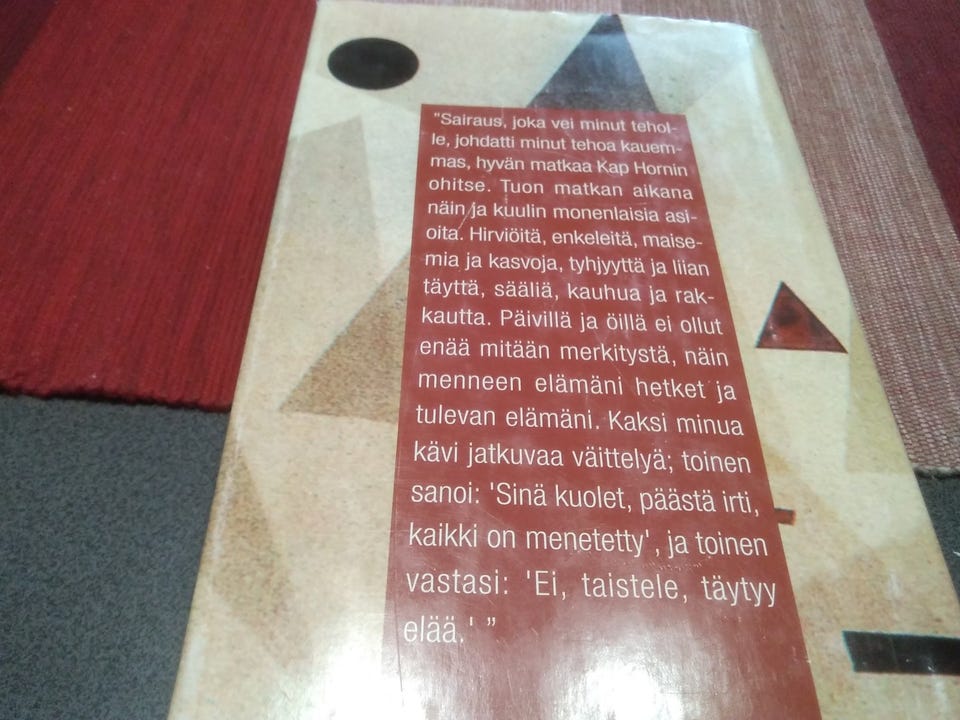 "Sairaus, joka vei minut tehol-
le, johdatti minut tehoa kauem-
mas, hyvän matkaa Kap Hornin
ohitse. Tuon matkan aikana
näin ja kuulin monenlaisia asi-
oita. Hirviöitä, enkeleitä, maise-
mia ja kasvoja, tyhjyyttä ja liian
täyttä, sääliä, kauhua ja rak-
kautta. Päivillä ja öillä ei ollut
enää mitään merkitystä, näin
menneen elämäni hetket ja
tulevan elämäni. Kaksi minua
kävi jatkuvaa väittelyä; toinen
sanoi: 'Sinä kuolet, päästä irti,
kaikki on menetetty', ja toinen
vastasi: 'Ei, taistele, täytyy
elää.' ”